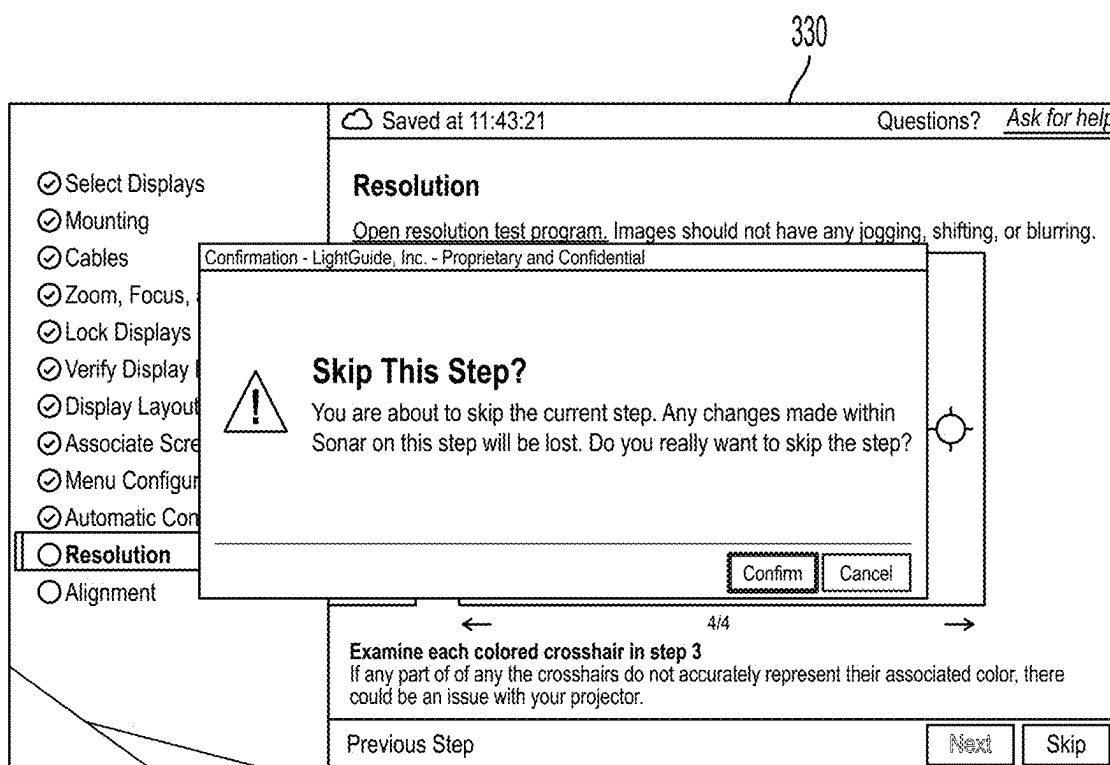 330
Saved at 11:43:21
Questions? Ask for help
Select Displays
Mounting
Cables
Zoom, Focus,
Lock Displays
Verify Display
Display Layout
Associate Scre
Menu Configur
Automatic Con
Resolution
Alignment
Resolution
Open resolution test program. Images should not have any jogging, shifting, or blurring.
Confirmation - LightGuide, Inc. - Proprietary and Confidential
Skip This Step?
You are about to skip the current step. Any changes made within
Sonar on this step will be lost. Do you really want to skip the step?
Confirm Cancel
4/4
Examine each colored crosshair in step 3
If any part of of any the crosshairs do not accurately represent their associated color, there
could be an issue with your projector.
Previous Step Next Skip